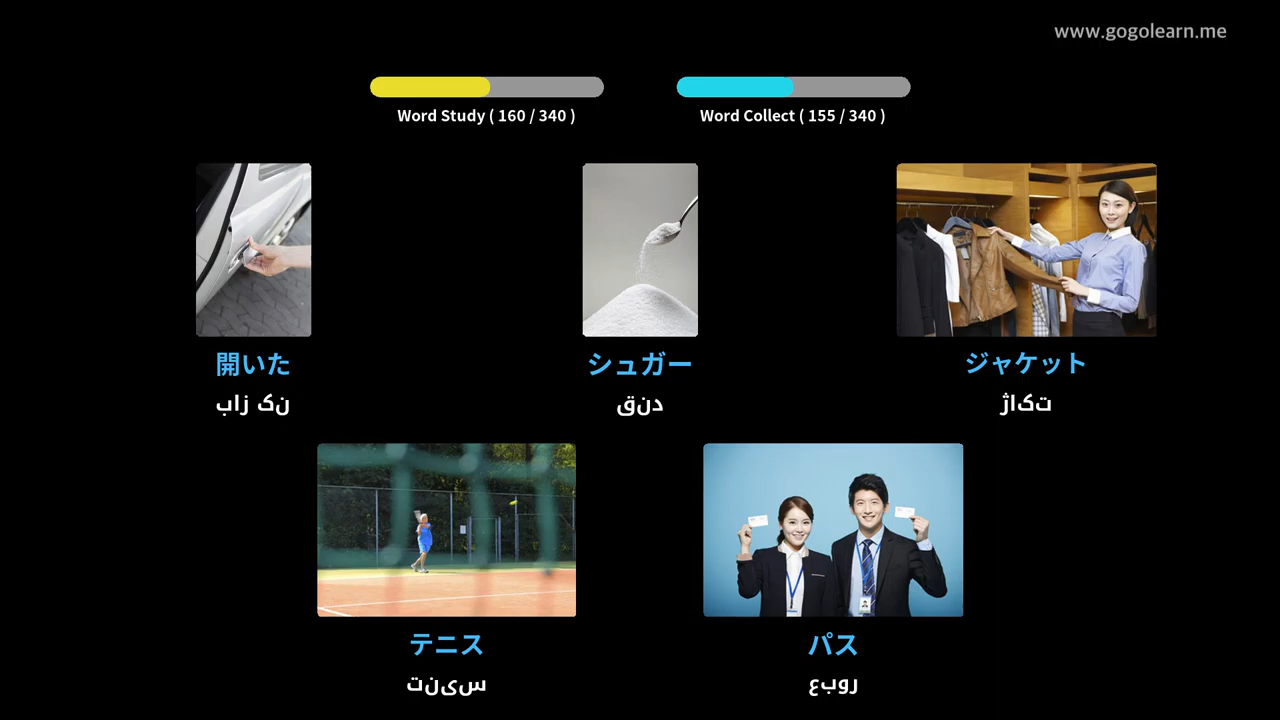 www.gogolearn.me
Word Study ( 160 / 340 )
Word Collect ( 155 / 340 )
開いた
نک زاب
シュガー
دنق
ジャケット
تکاژ
テニス
سینت
パス
روبع